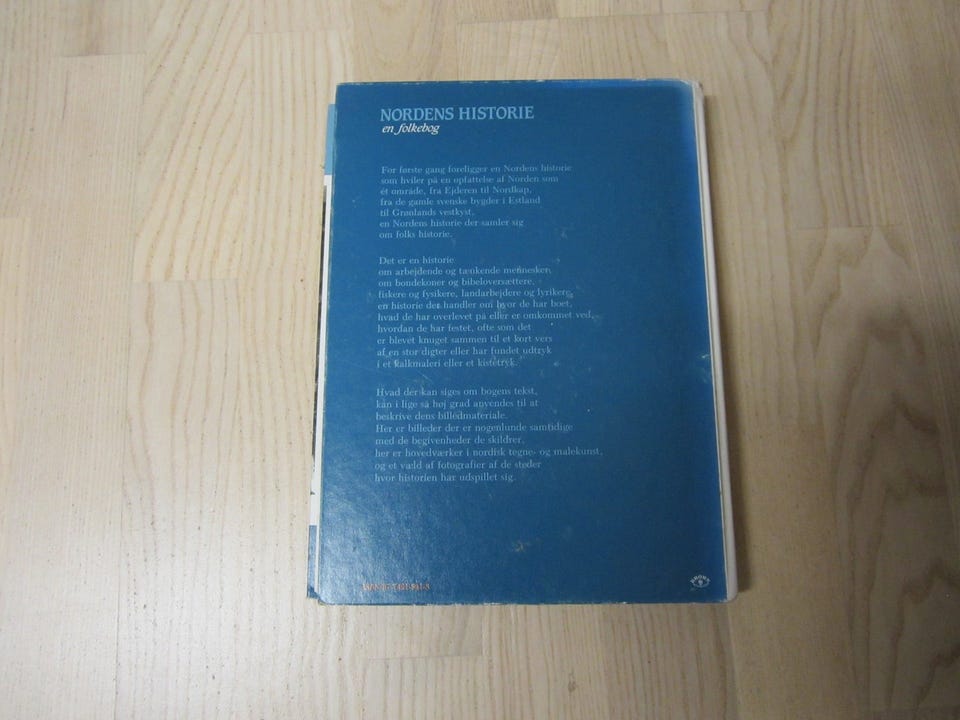 NORDENS HISTORIE
en folkebog
For første gang foreligger en Nordens historie
som hviler på en opfattelse af Norden som
ét område, fra Ejderen til Nordkap,
fra de gamle svenske bygder i Estland
til Grønlands vestkyst,
en Nordens historie der samler sig
om folks historie.
Det er en historie
om arbejdende og tænkende mennesker,
om bondekoner og bibeloversættere,
fiskere og fysikere, landarbejdere og lyrikere,
en historie der handler om hvor de har boet,
hvad de har overlevet på eller er omkommet ved,
hvordan de har festet, ofte som det
er blevet knuget sammen til et kort vers
af en stor digter eller har fundet udtryk
i et kalkmaleri eller et kistetryk.
Hvad der kan siges om bogens tekst,
kan i lige så høj grad anvendes til at
beskrive dens billedmateriale.
Her er billeder der er nogenlunde samtidige
med de begivenheder de skildrer,
her er hovedværker i nordisk tegne- og malekunst,
og et væld af fotografier af de steder
hvor historien har udspillet sig.